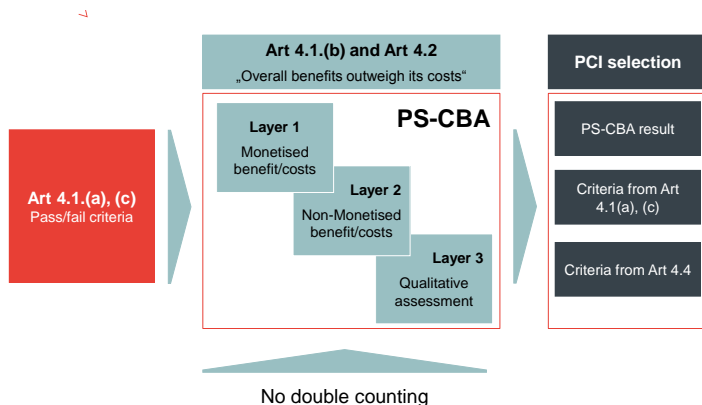 Art 4.1.(a), (c)
Pass/fail criteria
Art 4.1.(b) and Art 4.2
„Overall benefits outweigh its costs“
PS-CBA
Layer 1
Monetised
benefit/costs
Layer 2
Non-Monetised
benefit/costs
Layer 3
Qualitative
assessment
No double counting
PCI selection
PS-CBA result
Criteria from Art
4.1(a), (c)
Criteria from Art 4.4